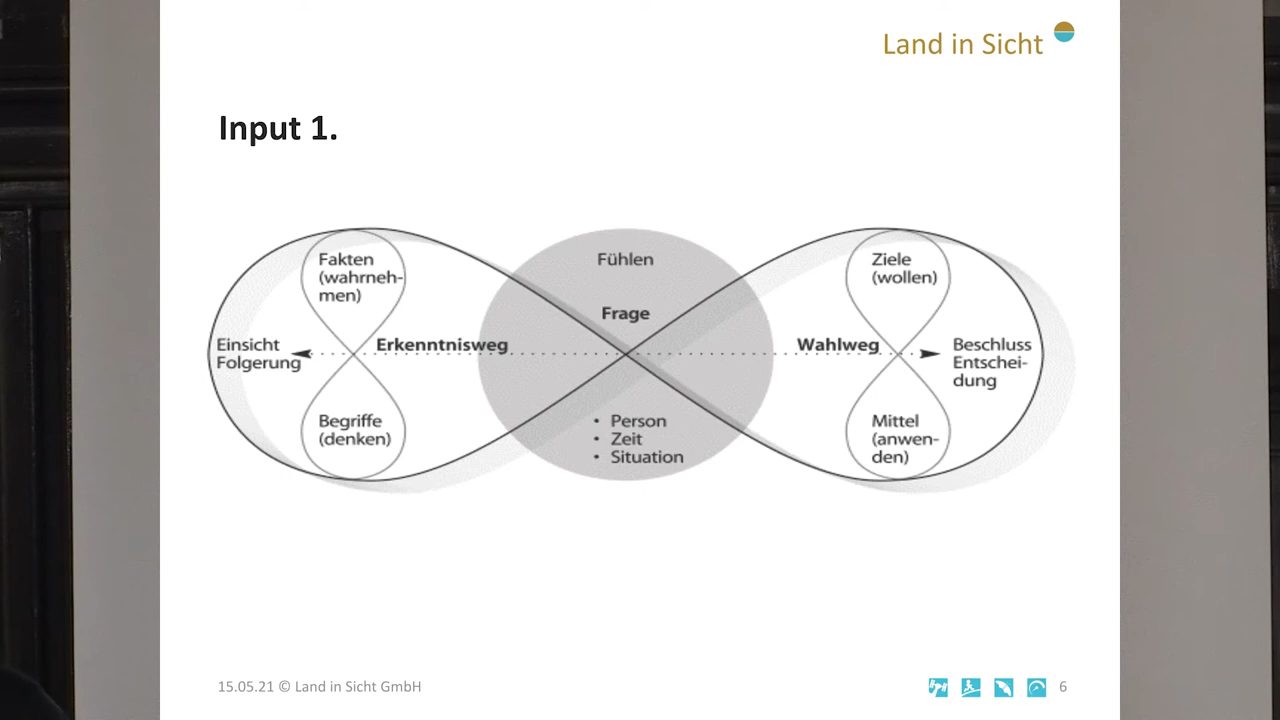 Land in Sicht
Input 1.
Fakten
(wahrneh-
men)
Einsicht
Folgerung
Erkenntnisweg
Begriffe
(denken)
Fühlen
Frage
• Person
• Zeit
• Situation
Ziele
(wollen)
Wahlweg
Beschluss
Entschei-
dung
Mittel
(anwen-
den)
15.05.21 © Land in Sicht GmbH
6